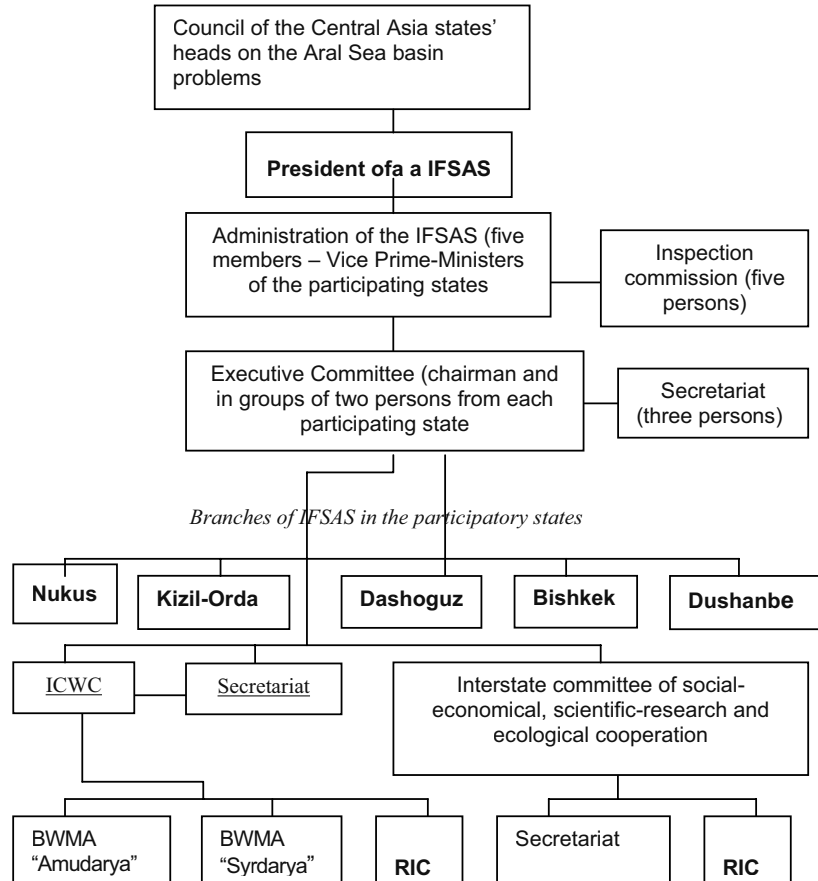 Council of the Central Asia states'
heads on the Aral Sea basin
problems
President ofa a IFSAS
Administration of the IFSAS (five
members – Vice Prime-Ministers
of the participating states
Inspection
commission (five
persons)
Executive Committee (chairman and
in groups of two persons from each
participating state
Secretariat
(three persons)
Branches of IFSAS in the participatory states
Nukus
Kizil-Orda
Dashoguz
Bishkek
Dushanbe
ICWC
Secretariat
Interstate committee of social-
economical, scientific-research and
ecological cooperation
BWMA
“Amudarya”
BWMA
“Syrdarya”
RIC
Secretariat
RIC